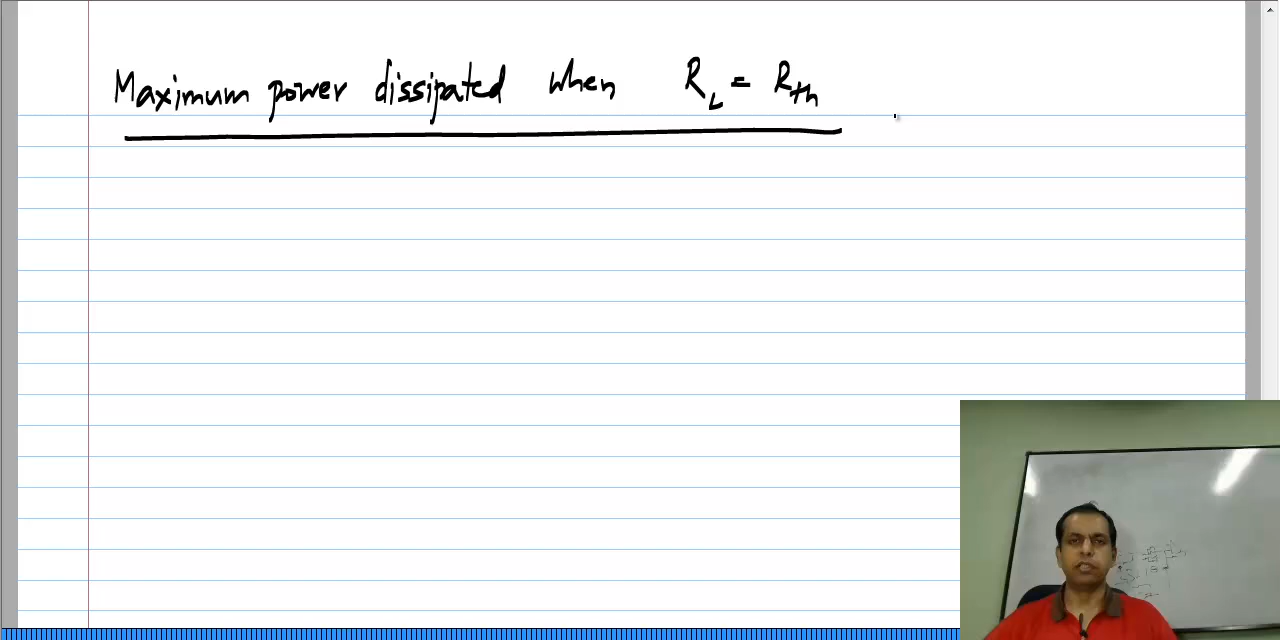 Maximum power dissipated when R_L = R_th